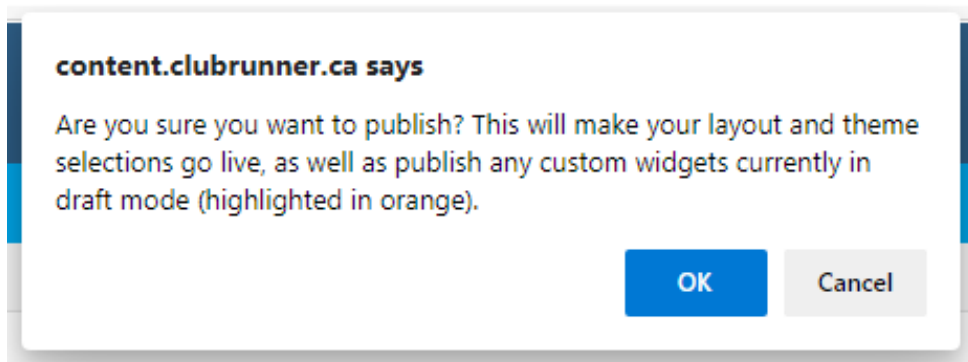 content.clubrunner.ca says
Are you sure you want to publish? This will make your layout and theme
selections go live, as well as publish any custom widgets currently in
draft mode (highlighted in orange).
OK
Cancel